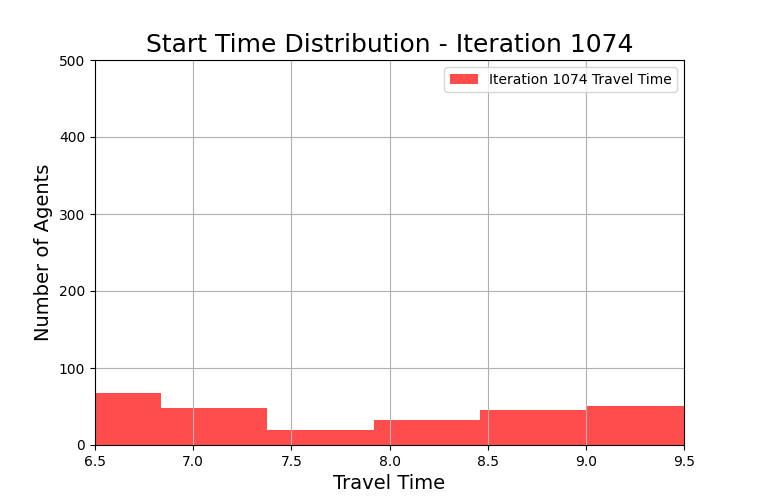 Start Time Distribution - Iteration 1074
Iteration 1074 Travel Time
Number of Agents
500
400
300
200
100
0
6.5 7.0 7.5 8.0 8.5 9.0 9.5
Travel Time